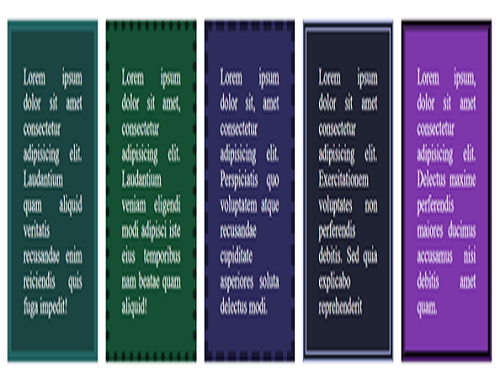 Lorem ipsum
dolor sit amet
consectetur
adipisicing elit.
Laudantium
quam aliquid
veritatis
recusandae enim
reiciendis quis
fuga impedit!
Lorem ipsum
dolor sit amet,
consectetur
adipisicing elit.
Laudantium
veniam eligendi
modi adipisci iste
eius temporibus
nam beatae quam
aliquid!
Lorem ipsum
dolor sit, amet
consectetur
adipisicing elit.
Perspiciatis quo
voluptatem atque
recusandae
cupiditate
asperiores soluta
delectus modi.
Lorem ipsum
dolor sit amet
consectetur
adipisicing elit.
Exercitationem
voluptates non
perferendis
debitis. Sed quia
explicabo
reprehenderit
Lorem ipsum,
dolor sit amet
consectetur
adipisicing elit.
Delectus maxime
perferendis
maiores ducimus
accusamus nisi
debitis amet
quam.